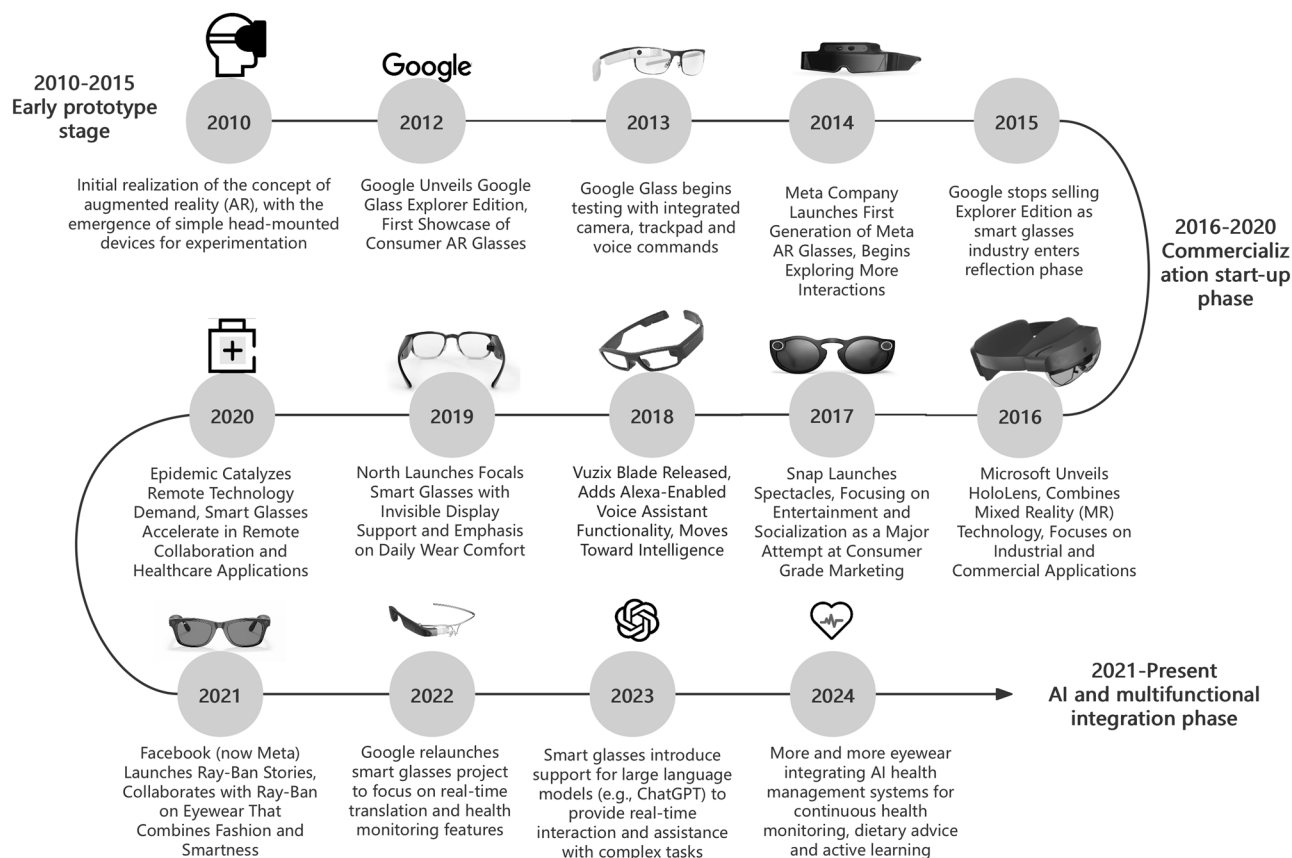 2010-2015
Early prototype
stage
Google
2010
2012
2013
2014
2015
Initial realization of the concept of
augmented reality (AR), with the
emergence of simple head-mounted
devices for experimentation
Google Unveils Google
Glass Explorer Edition,
First Showcase of
Consumer AR Glasses
Google Glass begins
testing with integrated
camera, trackpad and
voice commands
Meta Company
Launches First
Generation of Meta
AR Glasses, Begins
Exploring More
Interactions
Google stops selling
Explorer Edition as
smart glasses
industry enters
reflection phase
2016-2020
Commercializ
ation start-up
phase
2020
2019
2018
2017
2016
Epidemic Catalyzes
Remote Technology
Demand, Smart Glasses
Accelerate in Remote
Collaboration and
Healthcare Applications
North Launches Focals
Smart Glasses with
Invisible Display
Support and Emphasis
on Daily Wear Comfort
Vuzix Blade Released,
Adds Alexa-Enabled
Voice Assistant
Functionality, Moves
Toward Intelligence
Snap Launches
Spectacles, Focusing on
Entertainment and
Socialization as a Major
Attempt at Consumer
Grade Marketing
Microsoft Unveils
HoloLens, Combines
Mixed Reality (MR)
Technology, Focuses on
Industrial and
Commercial Applications
2021
2022
2023
2024
2021-Present
AI and multifunctional
integration phase
Facebook (now Meta)
Launches Ray-Ban Stories,
Collaborates with Ray-Ban
on Eyewear That
Combines Fashion and
Smartness
Google relaunches
smart glasses project
to focus on real-time
translation and health
monitoring features
Smart glasses introduce
support for large language
models (e.g., ChatGPT) to
provide real-time
interaction and assistance
with complex tasks
More and more eyewear
integrating AI health
management systems for
continuous health
monitoring, dietary advice
and active learning